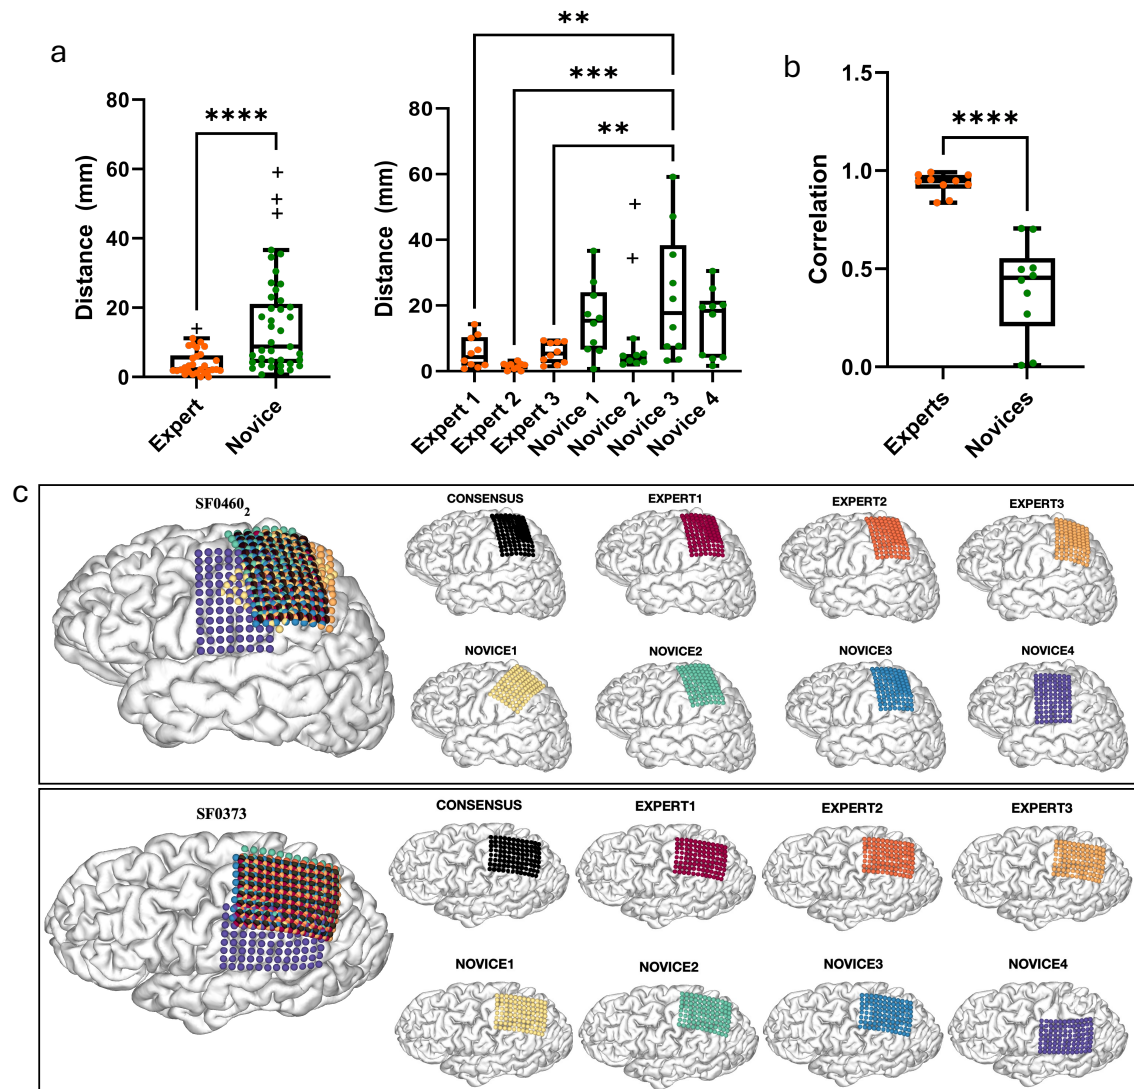 a
Distance (mm)
80
60
40
20
0
****
+
+
+
+
Expert
Novice
Distance (mm)
80
60
40
20
0
**
***
**
+
+
Expert 1
Expert 2
Expert 3
Novice 1
Novice 2
Novice 3
Novice 4
b
Correlation
1.5
1.0
0.5
0.0
****
Experts
Novices
c
SF0460₂
CONSENSUS
EXPERT1
EXPERT2
EXPERT3
NOVICE1
NOVICE2
NOVICE3
NOVICE4
SF0373
CONSENSUS
EXPERT1
EXPERT2
EXPERT3
NOVICE1
NOVICE2
NOVICE3
NOVICE4